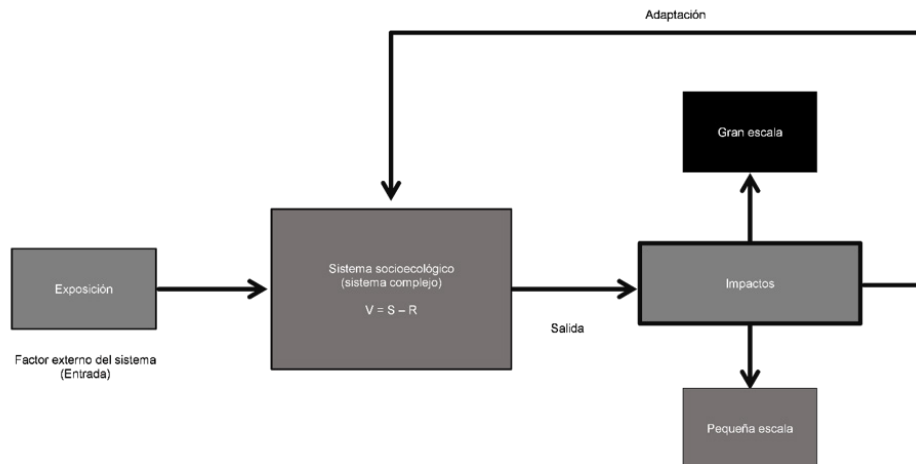 Adaptación
Gran escala
Exposición
Sistema socioecológico
(sistema complejo)
V = S – R
Impactos
Salida
Factor externo del sistema
(Entrada)
Pequeña escala